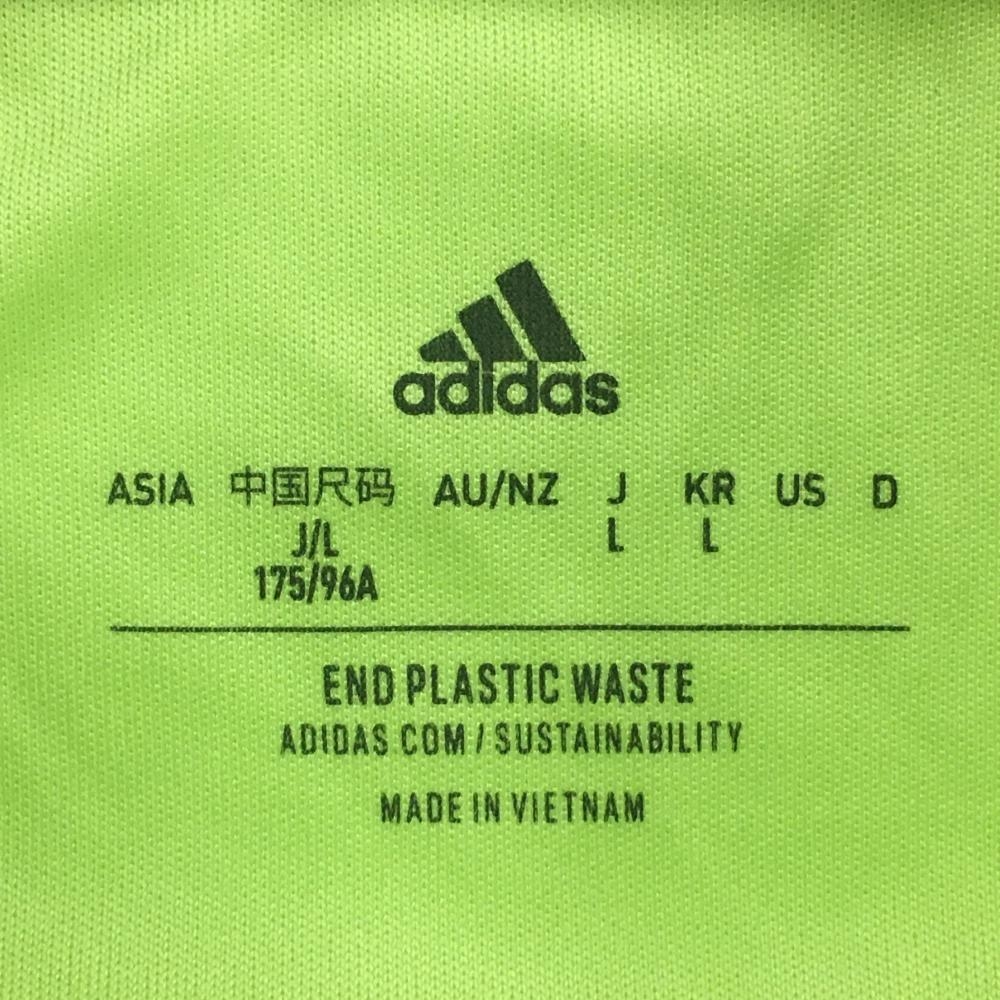 adidas
ASIA 中国尺码 AU/NZ J KR US D
J/L L L
175/96A
END PLASTIC WASTE
ADIDAS.COM / SUSTAINABILITY
MADE IN VIETNAM